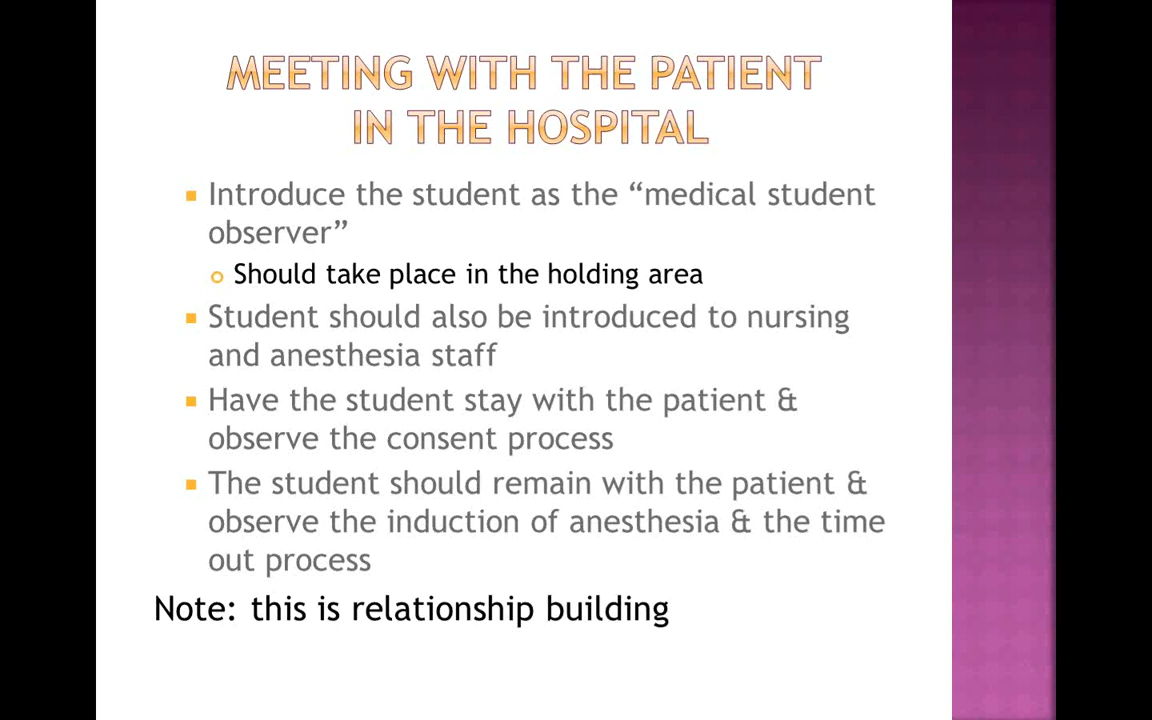 MEETING WITH THE PATIENT
IN THE HOSPITAL
Introduce the student as the “medical student
observer”
Should take place in the holding area
Student should also be introduced to nursing
and anesthesia staff
Have the student stay with the patient &
observe the consent process
The student should remain with the patient &
observe the induction of anesthesia & the time
out process
Note: this is relationship building